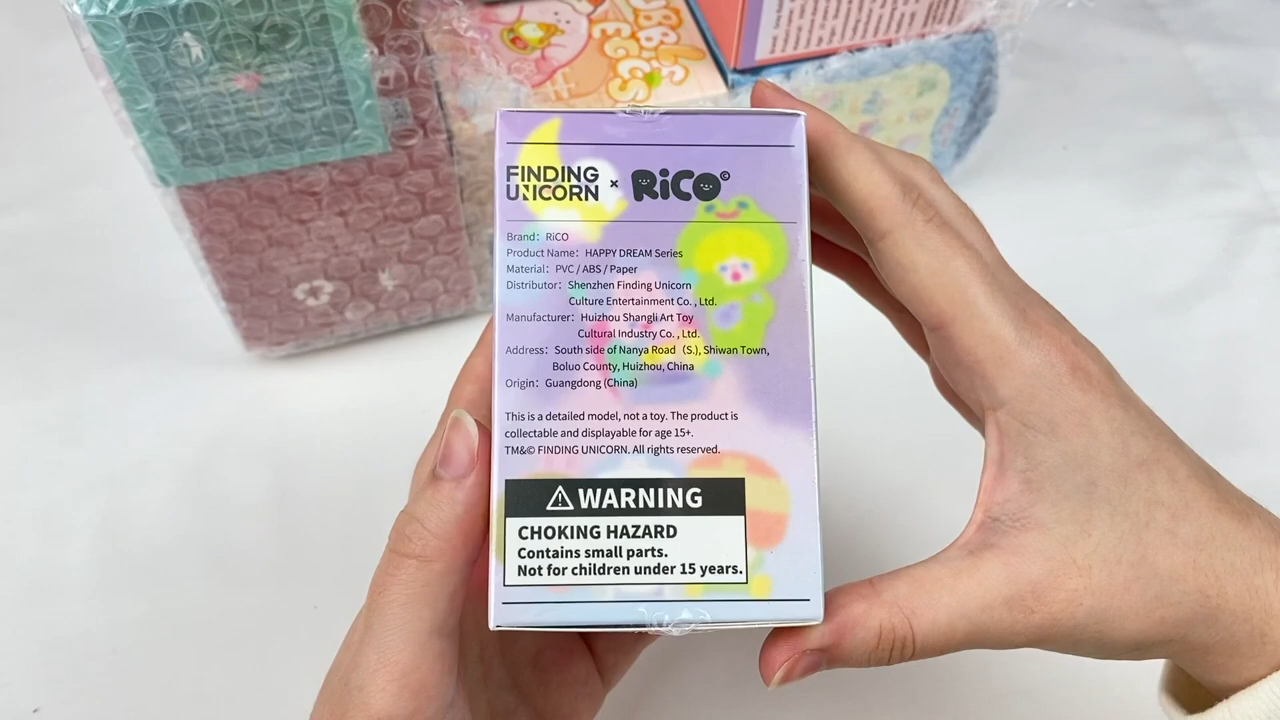 BB·LS
EGGS
FINDING
UNICORN × RiCO©
Brand: RiCO
Product Name: HAPPY DREAM Series
Material: PVC / ABS / Paper
Distributor: Shenzhen Finding Unicorn
Culture Entertainment Co. , Ltd.
Manufacturer: Huizhou Shangli Art Toy
Cultural Industry Co. , Ltd.
Address: South side of Nanya Road (S.), Shiwan Town,
Boluo County, Huizhou, China
Origin: Guangdong (China)
This is a detailed model, not a toy. The product is
collectable and displayable for age 15+.
TM&© FINDING UNICORN. All rights reserved.
⚠ WARNING
CHOKING HAZARD
Contains small parts.
Not for children under 15 years.